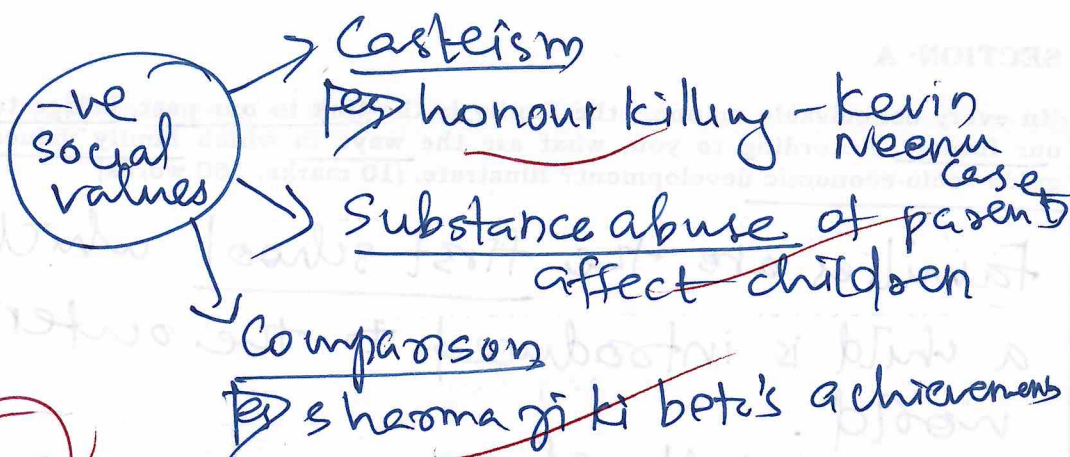 -ve
social
values
Casteism
eg honour killing - Kevin
Neenu
case
Substance abuse of parents
affect children
Comparison
eg sharma ji ki beta's achievements